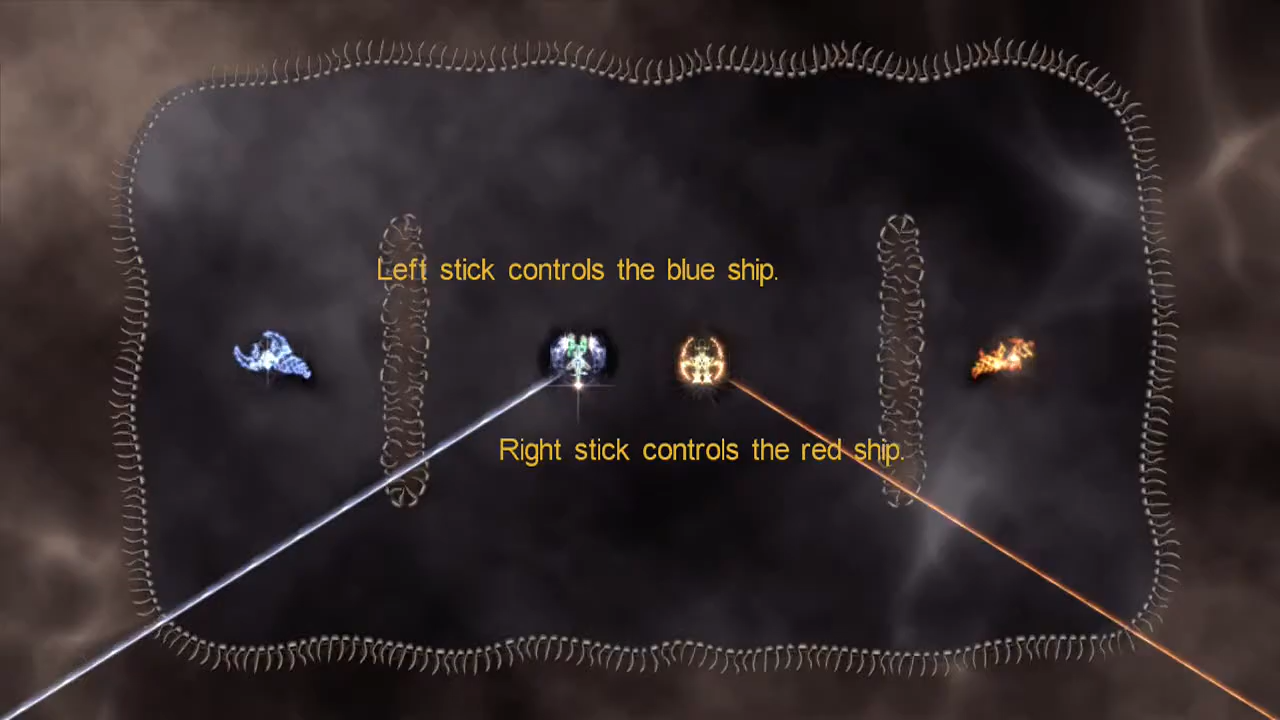 Left stick controls the blue ship.
Right stick controls the red ship.